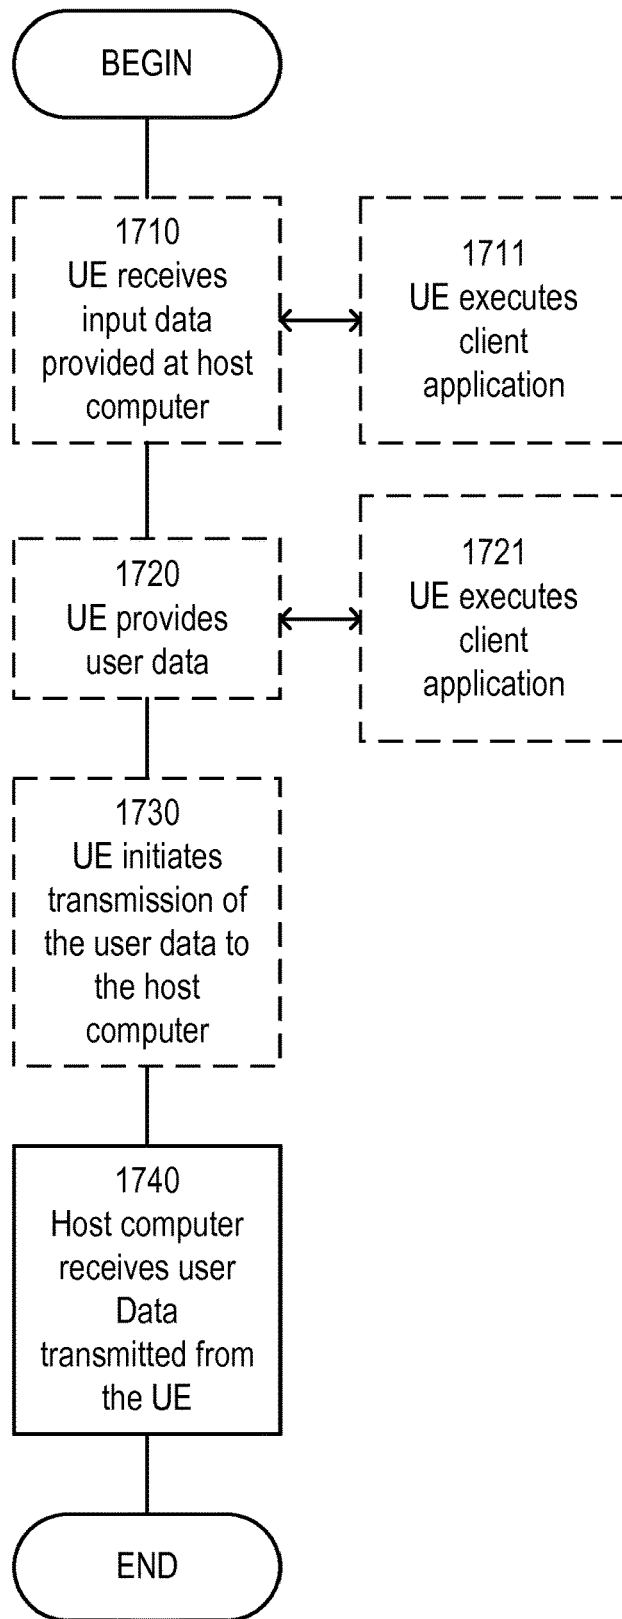 BEGIN
1710
UE receives
input data
provided at host
computer
1711
UE executes
client
application
1720
UE provides
user data
1721
UE executes
client
application
1730
UE initiates
transmission of
the user data to
the host
computer
1740
Host computer
receives user
Data
transmitted from
the UE
END